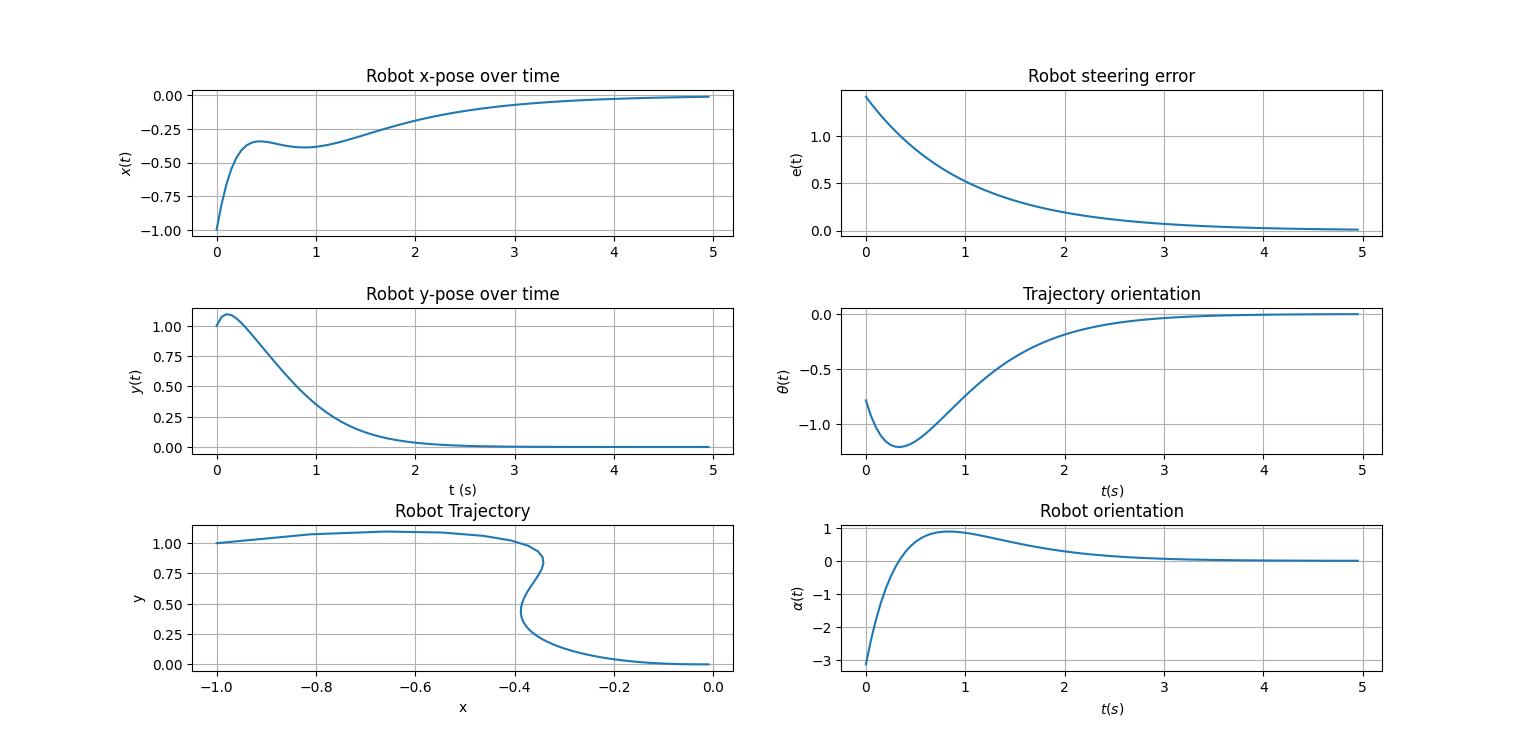 Robot x-pose over time
x(t)
0.00
−0.25
−0.50
−0.75
−1.00
0 1 2 3 4 5
Robot steering error
e(t)
1.0
0.5
0.0
0 1 2 3 4 5
Robot y-pose over time
y(t)
1.00
0.75
0.50
0.25
0.00
0 1 2 3 4 5
t (s)
Trajectory orientation
θ(t)
0.0
−0.5
−1.0
0 1 2 3 4 5
t(s)
Robot Trajectory
y
1.00
0.75
0.50
0.25
0.00
−1.0 −0.8 −0.6 −0.4 −0.2 0.0
x
Robot orientation
α(t)
1
0
−1
−2
−3
0 1 2 3 4 5
t(s)